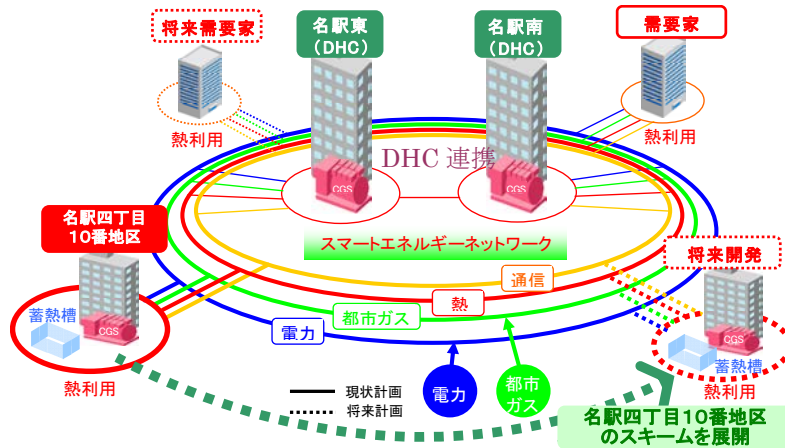 将来需要家
名駅東
（DHC）
名駅南
（DHC）
需要家
熱利用
熱利用
DHC 連携
CGS
CGS
名駅四丁目
10番地区
スマートエネルギーネットワーク
将来開発
通信
熱
都市ガス
電力
蓄熱槽
CGS
熱利用
CGS
蓄熱槽
熱利用
現状計画
将来計画
電力
都市
ガス
名駅四丁目10番地区
のスキームを展開